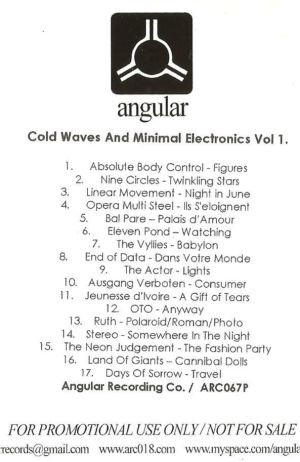 angular
Cold Waves And Minimal Electronics Vol 1.
1. Absolute Body Control - Figures
2. Nine Circles - Twinkling Stars
3. Linear Movement - Night in June
4. Opera Multi Steel - Ils S'eloignent
5. Bal Pare – Palais d'Amour
6. Eleven Pond – Watching
7. The Vyllies - Babylon
8. End of Data - Dans Votre Monde
9. The Actor - Lights
10. Ausgang Verboten - Consumer
11. Jeunesse d'Ivoire - A Gift of Tears
12. OTO - Anyway
13. Ruth - Polaroid/Roman/Photo
14. Stereo - Somewhere In The Night
15. The Neon Judgement - The Fashion Party
16. Land Of Giants – Cannibal Dolls
17. Days Of Sorrow - Travel
Angular Recording Co. / ARC067P
FOR PROMOTIONAL USE ONLY / NOT FOR SALE
records@gmail.com www.arc018.com www.myspace.com/angula